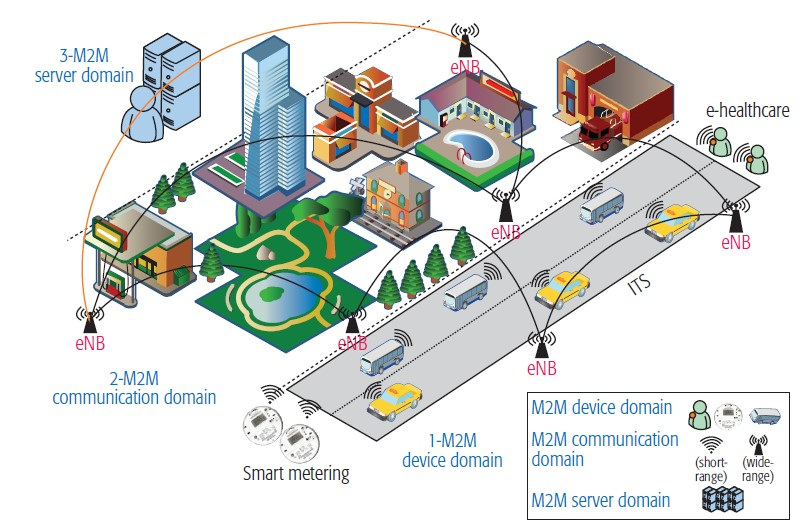 3-M2M
server domain
eNB
e-healthcare
eNB
eNB
ITS
eNB
eNB
eNB
2-M2M
communication domain
1-M2M
device domain
Smart metering
M2M device domain
M2M communication
domain
(short-
range)
(wide-
range)
M2M server domain